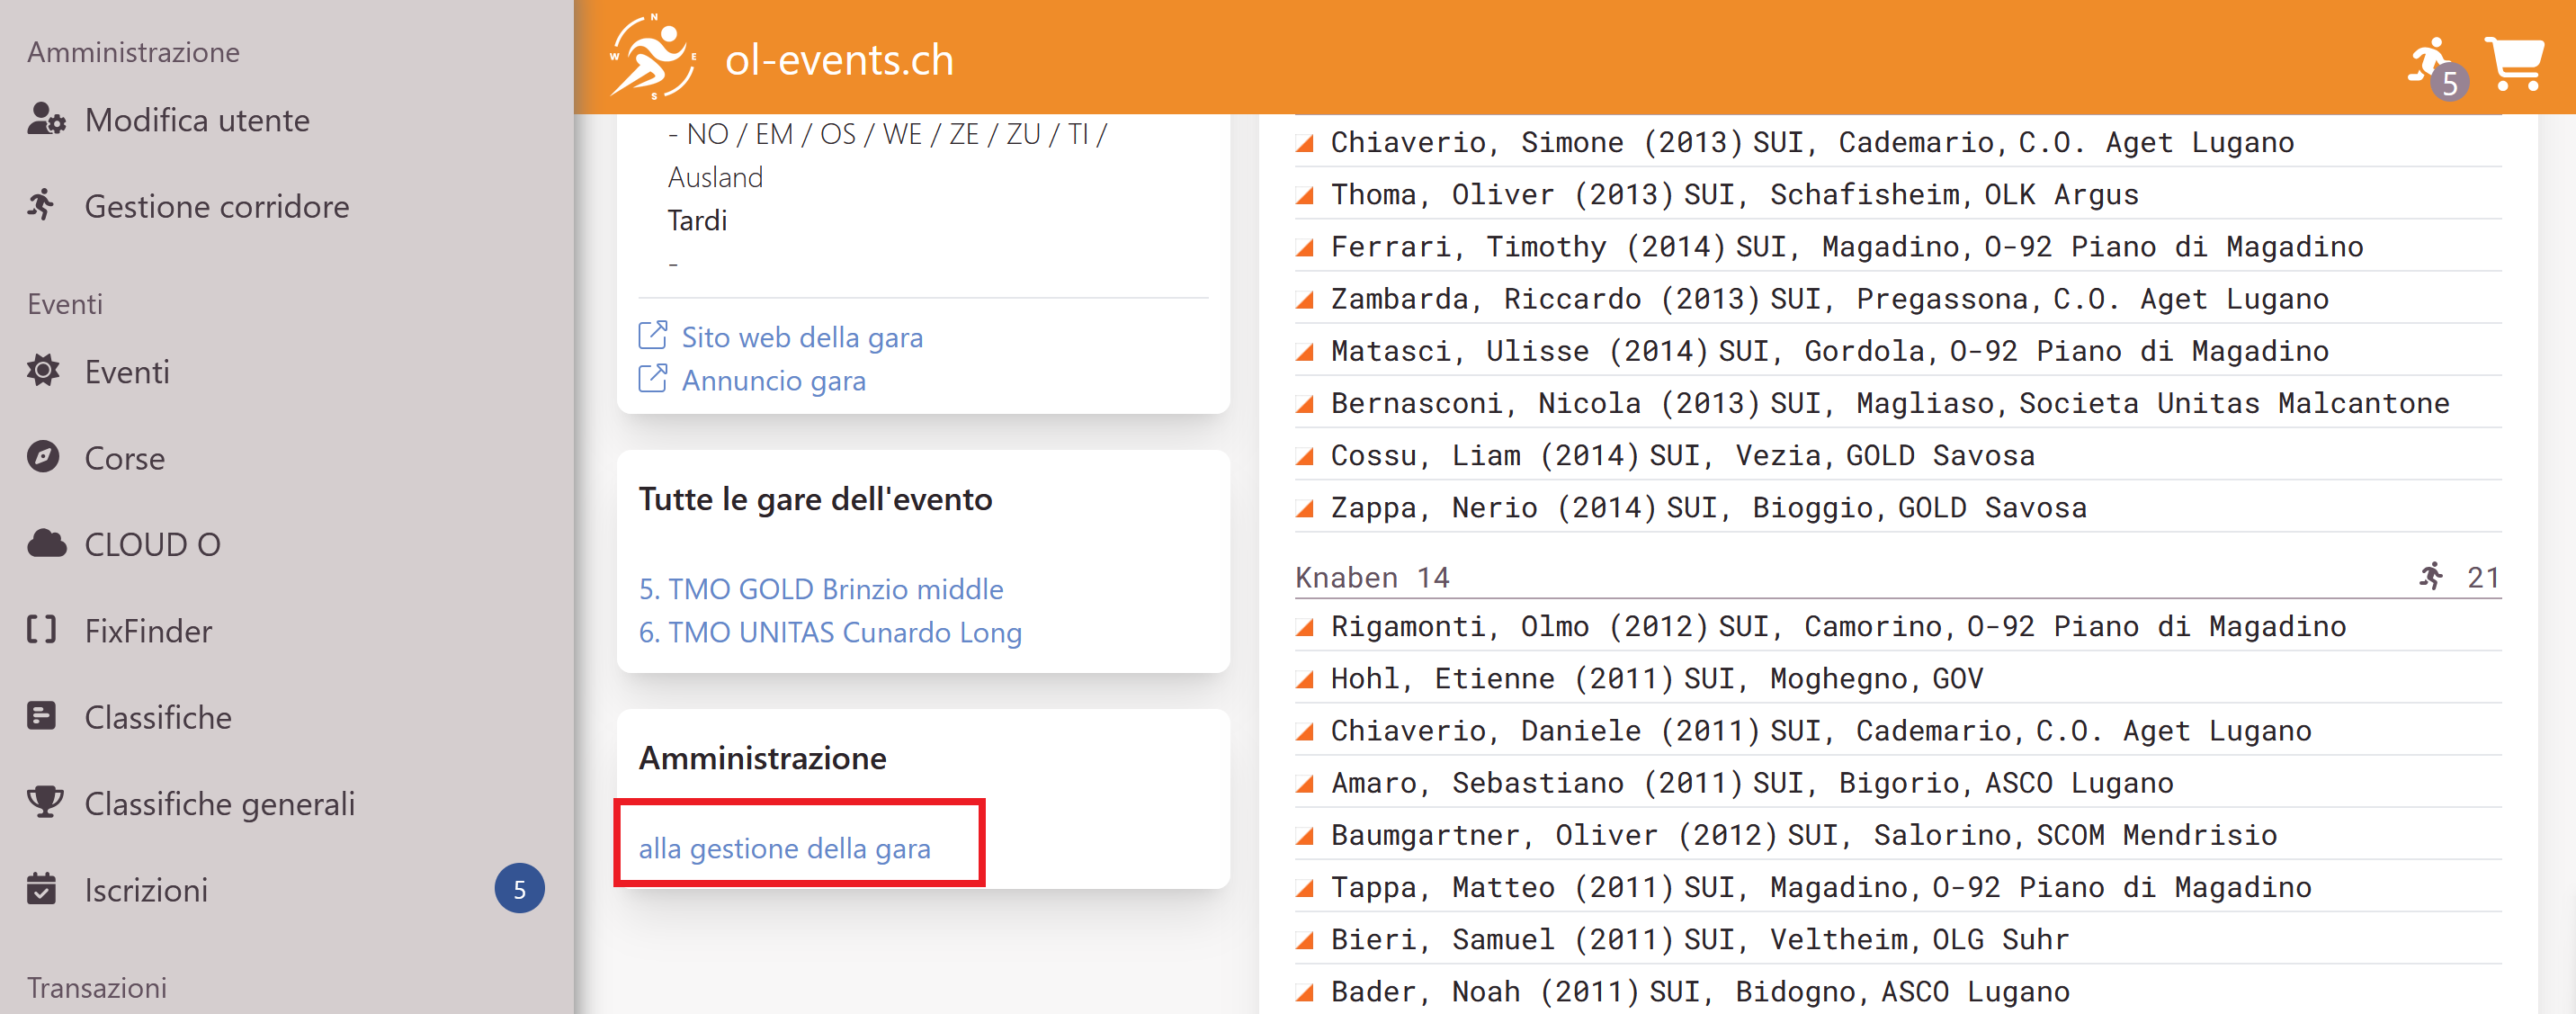 Amministrazione
Modifica utente
Gestione corridore
Eventi
Eventi
Corse
CLOUD O
FixFinder
Classifiche
Classifiche generali
Iscrizioni 5
Transazioni
N
W E
S
ol-events.ch
5
- NO / EM / OS / WE / ZE / ZU / TI /
Ausland
Tardi
-
Sito web della gara
Annuncio gara
Tutte le gare dell'evento
5. TMO GOLD Brinzio middle
6. TMO UNITAS Cunardo Long
Amministrazione
alla gestione della gara
Chiaverio, Simone (2013) SUI, Cademario, C.O. Aget Lugano
Thoma, Oliver (2013) SUI, Schafisheim, OLK Argus
Ferrari, Timothy (2014) SUI, Magadino, O-92 Piano di Magadino
Zambarda, Riccardo (2013) SUI, Pregassona, C.O. Aget Lugano
Matasci, Ulisse (2014) SUI, Gordola, O-92 Piano di Magadino
Bernasconi, Nicola (2013) SUI, Magliaso, Societa Unitas Malcantone
Cossu, Liam (2014) SUI, Vezia, GOLD Savosa
Zappa, Nerio (2014) SUI, Bioggio, GOLD Savosa
Knaben 14 21
Rigamonti, Olmo (2012) SUI, Camorino, O-92 Piano di Magadino
Hohl, Etienne (2011) SUI, Moghegno, GOV
Chiaverio, Daniele (2011) SUI, Cademario, C.O. Aget Lugano
Amaro, Sebastiano (2011) SUI, Bigorio, ASCO Lugano
Baumgartner, Oliver (2012) SUI, Salorino, SCOM Mendrisio
Tappa, Matteo (2011) SUI, Magadino, O-92 Piano di Magadino
Bieri, Samuel (2011) SUI, Veltheim, OLG Suhr
Bader, Noah (2011) SUI, Bidogno, ASCO Lugano